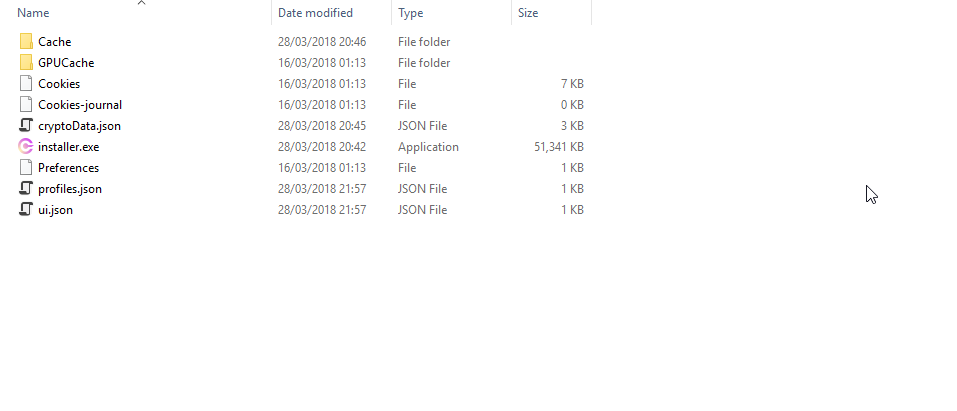 Name Date modified Type Size
Cache 28/03/2018 20:46 File folder
GPUCache 16/03/2018 01:13 File folder
Cookies 16/03/2018 01:13 File 7 KB
Cookies-journal 16/03/2018 01:13 File 0 KB
cryptoData.json 28/03/2018 20:45 JSON File 3 KB
installer.exe 28/03/2018 20:42 Application 51,341 KB
Preferences 16/03/2018 01:13 File 1 KB
profiles.json 28/03/2018 21:57 JSON File 1 KB
ui.json 28/03/2018 21:57 JSON File 1 KB